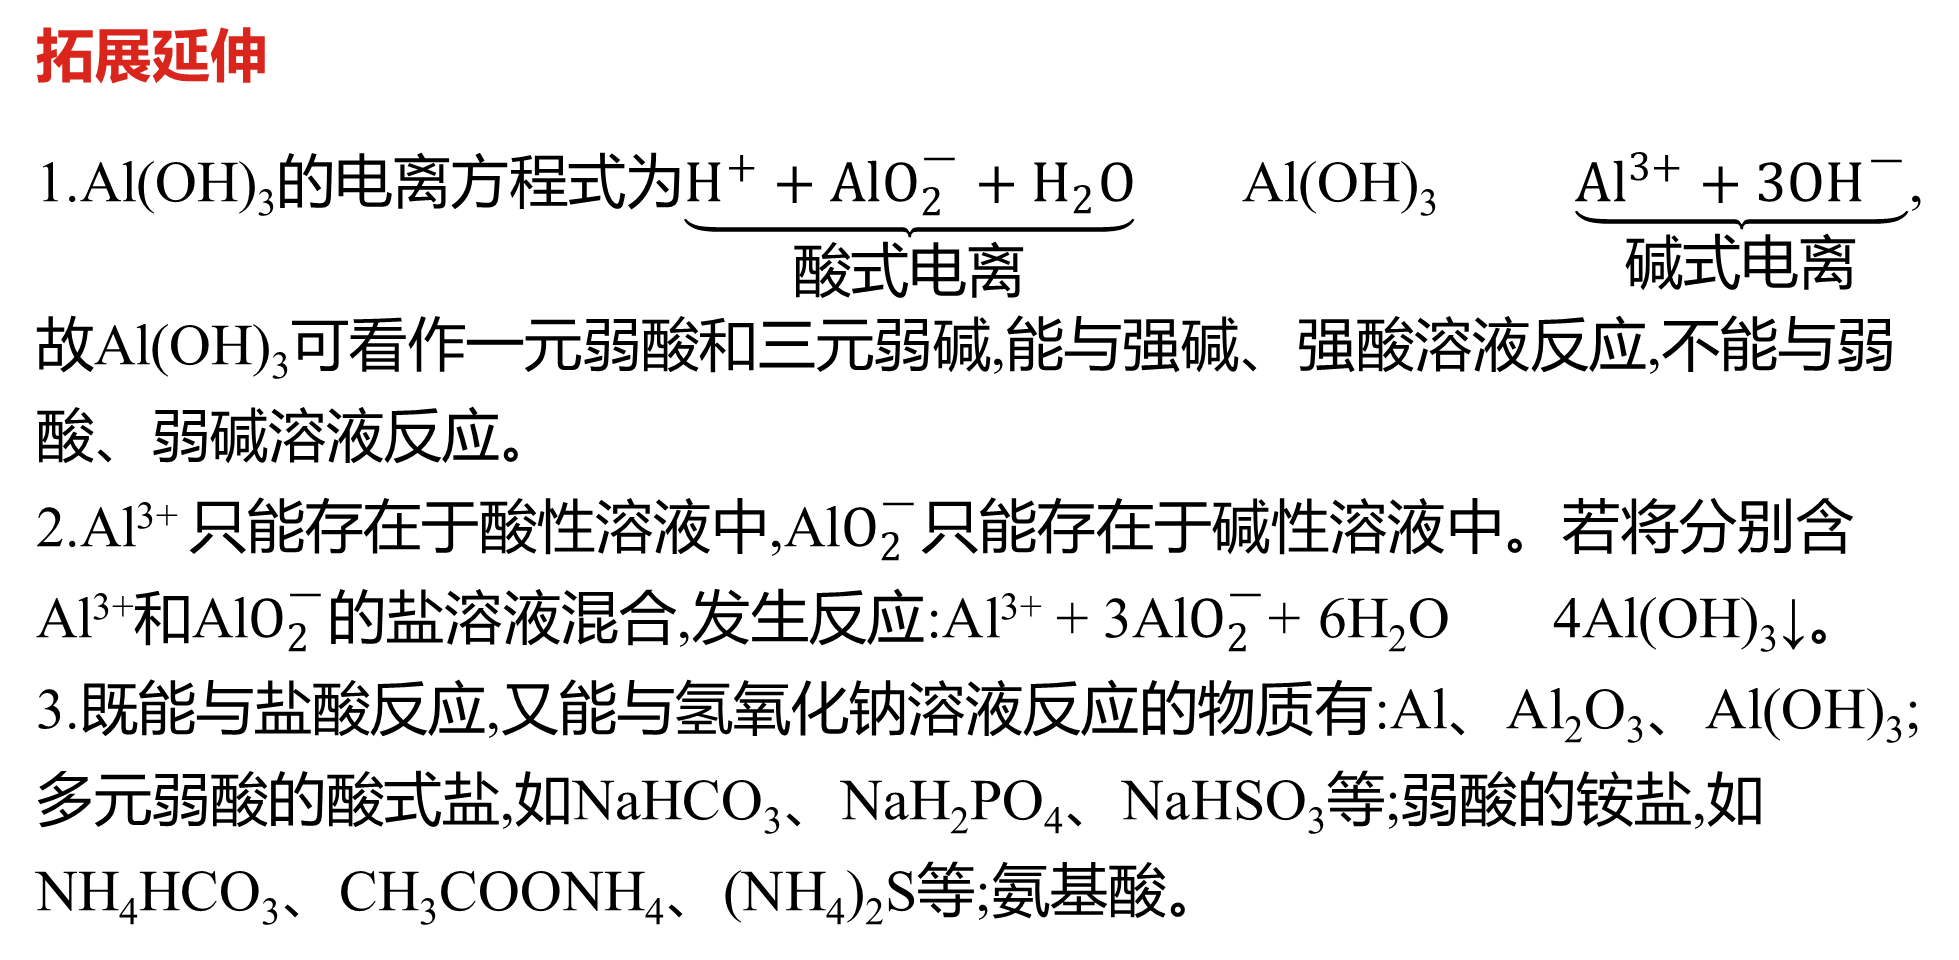 拓展延伸
1.Al(OH)₃的电离方程式为H⁺ + AlO₂⁻ + H₂O Al(OH)₃ Al³⁺ + 3OH⁻,
酸式电离 碱式电离
故Al(OH)₃可看作一元弱酸和三元弱碱,能与强碱、强酸溶液反应,不能与弱
酸、弱碱溶液反应。
2.Al³⁺ 只能存在于酸性溶液中,AlO₂⁻只能存在于碱性溶液中。若将分别含
Al³⁺和AlO₂⁻的盐溶液混合,发生反应:Al³⁺ + 3AlO₂⁻ + 6H₂O 4Al(OH)₃↓。
3.既能与盐酸反应,又能与氢氧化钠溶液反应的物质有:Al、Al₂O₃、Al(OH)₃;
多元弱酸的酸式盐,如NaHCO₃、NaH₂PO₄、NaHSO₃等;弱酸的铵盐,如
NH₄HCO₃、CH₃COONH₄、(NH₄)₂S等;氨基酸。